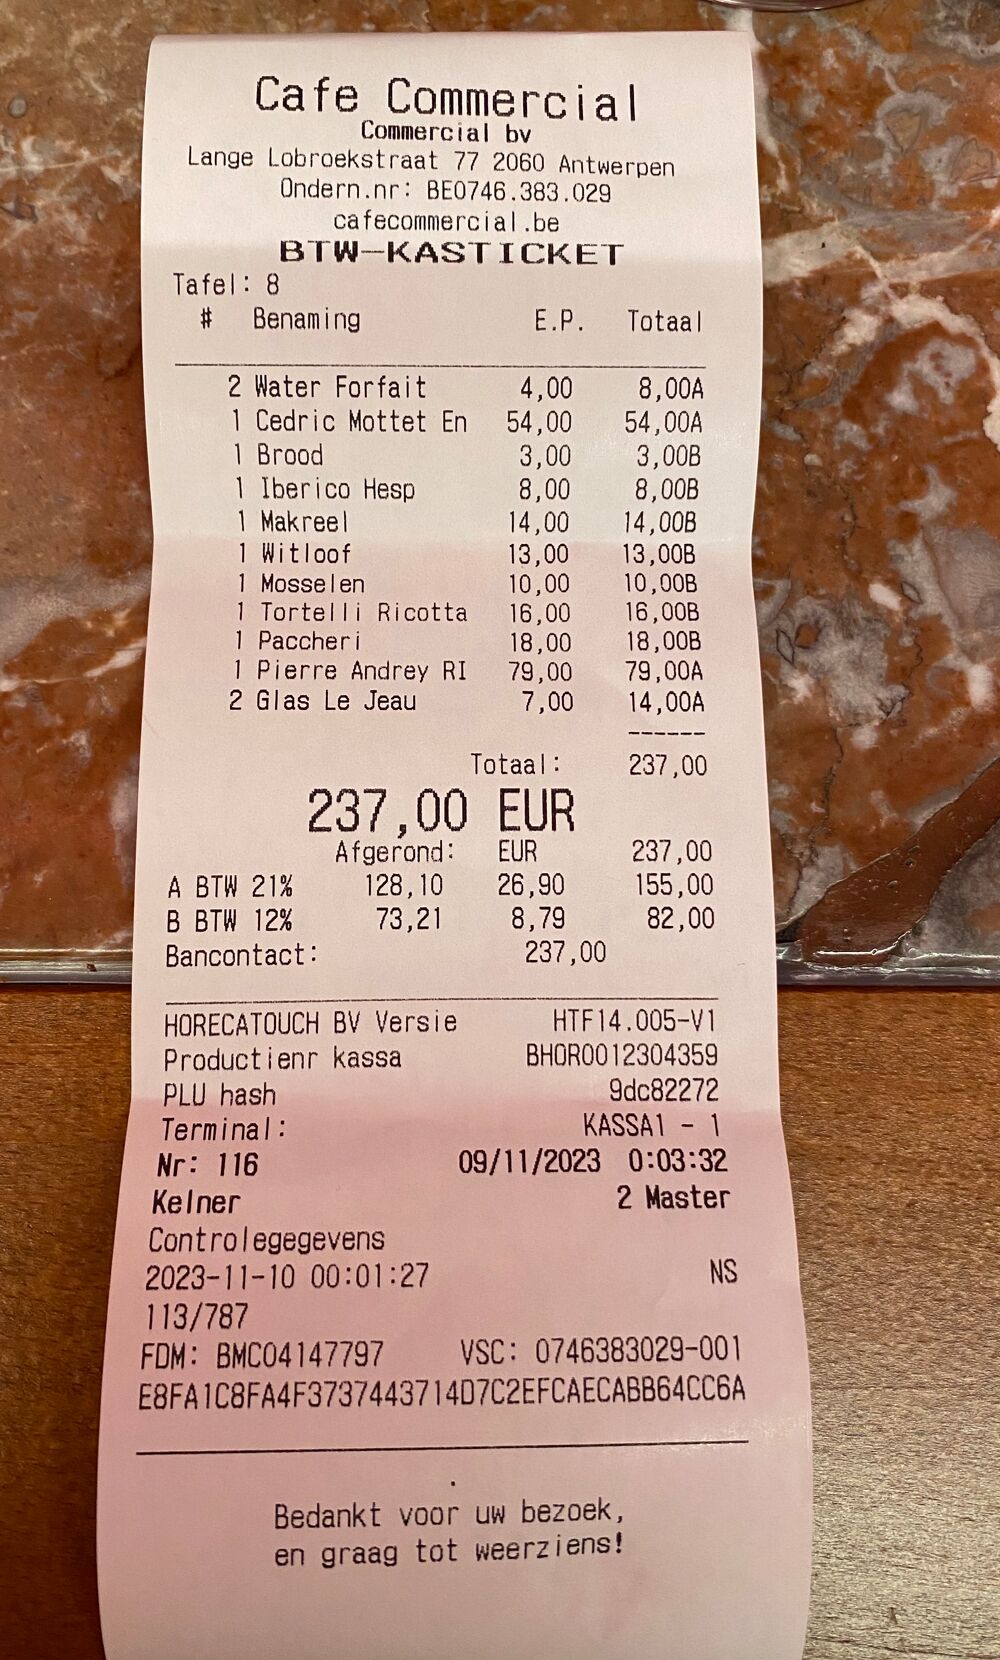 Cafe Commercial
Commercial bv
Lange Lobroekstraat 77 2060 Antwerpen
Ondern.nr: BE0746.383.029
cafecommercial.be
BTW-KASTICKET
Tafel: 8
# Benaming E.P. Totaal
2 Water Forfait 4,00 8,00A
1 Cedric Mottet En 54,00 54,00A
1 Brood 3,00 3,00B
1 Iberico Hesp 8,00 8,00B
1 Makreel 14,00 14,00B
1 Witloof 13,00 13,00B
1 Mosselen 10,00 10,00B
1 Tortelli Ricotta 16,00 16,00B
1 Paccheri 18,00 18,00B
1 Pierre Andrey RI 79,00 79,00A
2 Glas Le Jeau 7,00 14,00A
------
Totaal: 237,00
237,00 EUR
Afgerond: EUR 237,00
A BTW 21% 128,10 26,90 155,00
B BTW 12% 73,21 8,79 82,00
Bancontact: 237,00
HORECATOUCH BV Versie HTF14.005-V1
Productienr kassa BHOR0012304359
PLU hash 9dc82272
Terminal: KASSA1 - 1
Nr: 116 09/11/2023 0:03:32
Kelner 2 Master
Controlegegevens
2023-11-10 00:01:27 NS
113/787
FDM: BMC04147797 VSC: 0746383029-001
E8FA1C8FA4F3737443714D7C2EFCAECABB64CC6A
.
Bedankt voor uw bezoek,
en graag tot weerziens!